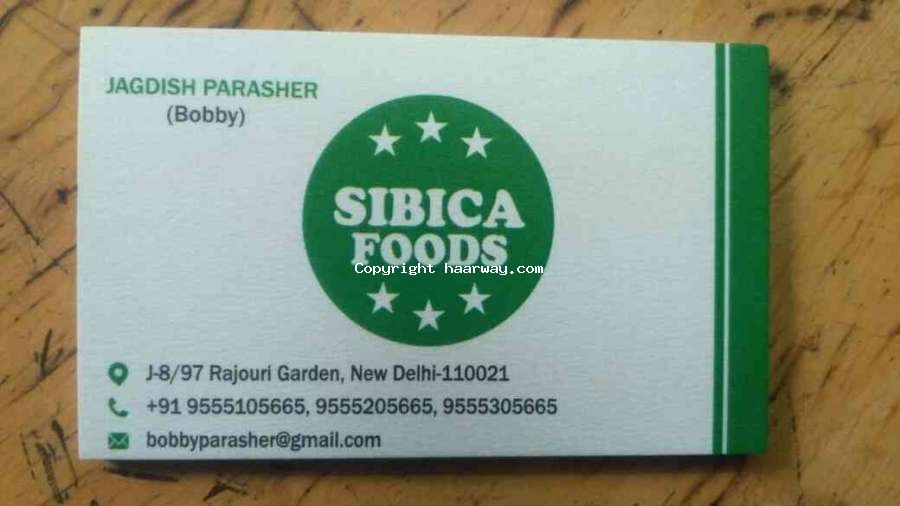 JAGDISH PARASHER
(Bobby)
SIBICA
FOODS
Copyright haarway.com
J-8/97 Rajouri Garden, New Delhi-110021
+91 9555105665, 9555205665, 9555305665
bobbyparasher@gmail.com